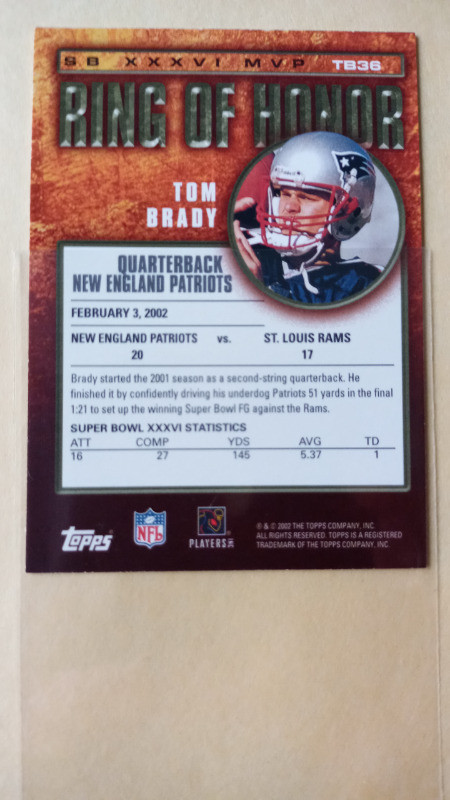 SB XXXVI MVP TB36
RING OF HONOR
TOM
BRADY
QUARTERBACK
NEW ENGLAND PATRIOTS
FEBRUARY 3, 2002
NEW ENGLAND PATRIOTS vs. ST. LOUIS RAMS
20 17
Brady started the 2001 season as a second-string quarterback. He
finished it by confidently driving his underdog Patriots 51 yards in the final
1:21 to set up the winning Super Bowl FG against the Rams.
SUPER BOWL XXXVI STATISTICS
ATT COMP YDS AVG TD
16 27 145 5.37 1
topps NFL PLAYERS INC
® & © 2002 THE TOPPS COMPANY, INC.
ALL RIGHTS RESERVED. TOPPS IS A REGISTERED
TRADEMARK OF THE TOPPS COMPANY, INC.